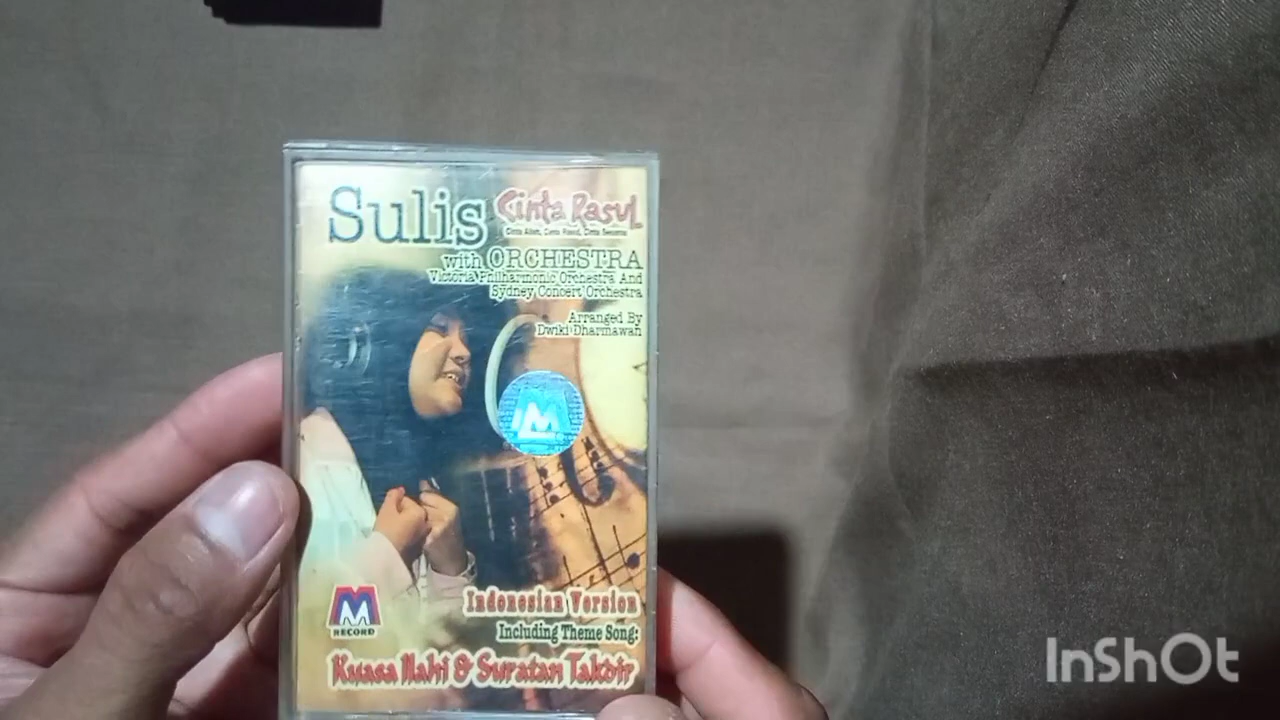 Sulis
Cinta Rasul
Cinta Allah, Cinta Rasul, Cinta Sesama
with ORCHESTRA
Victoria Philharmonic Orchestra And
Sydney Concert Orchestra
Arranged By
Dwiki Dharmawan
M
RECORD
Indonesian Version
Including Theme Song:
Kuasa Ilahi & Suratan Takdir
InShOt